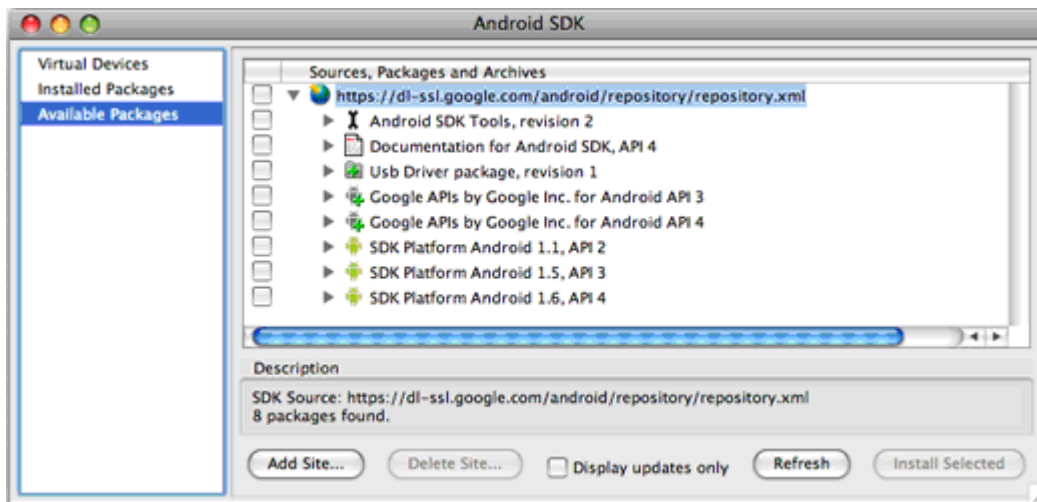 Android SDK
Virtual Devices
Installed Packages
Available Packages
Sources, Packages and Archives
https://dl-ssl.google.com/android/repository/repository.xml
Android SDK Tools, revision 2
Documentation for Android SDK, API 4
Usb Driver package, revision 1
Google APIs by Google Inc. for Android API 3
Google APIs by Google Inc. for Android API 4
SDK Platform Android 1.1, API 2
SDK Platform Android 1.5, API 3
SDK Platform Android 1.6, API 4
Description
SDK Source: https://dl-ssl.google.com/android/repository/repository.xml
8 packages found.
Add Site... Delete Site... Display updates only Refresh Install Selected